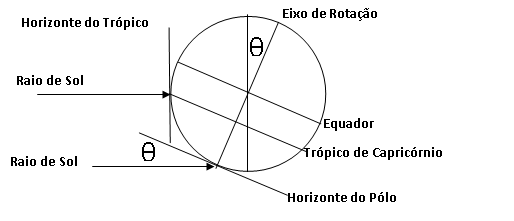 Eixo de Rotação
Horizonte do Trópico
θ
Raio de Sol
Equador
θ
Trópico de Capricórnio
Raio de Sol
Horizonte do Pólo